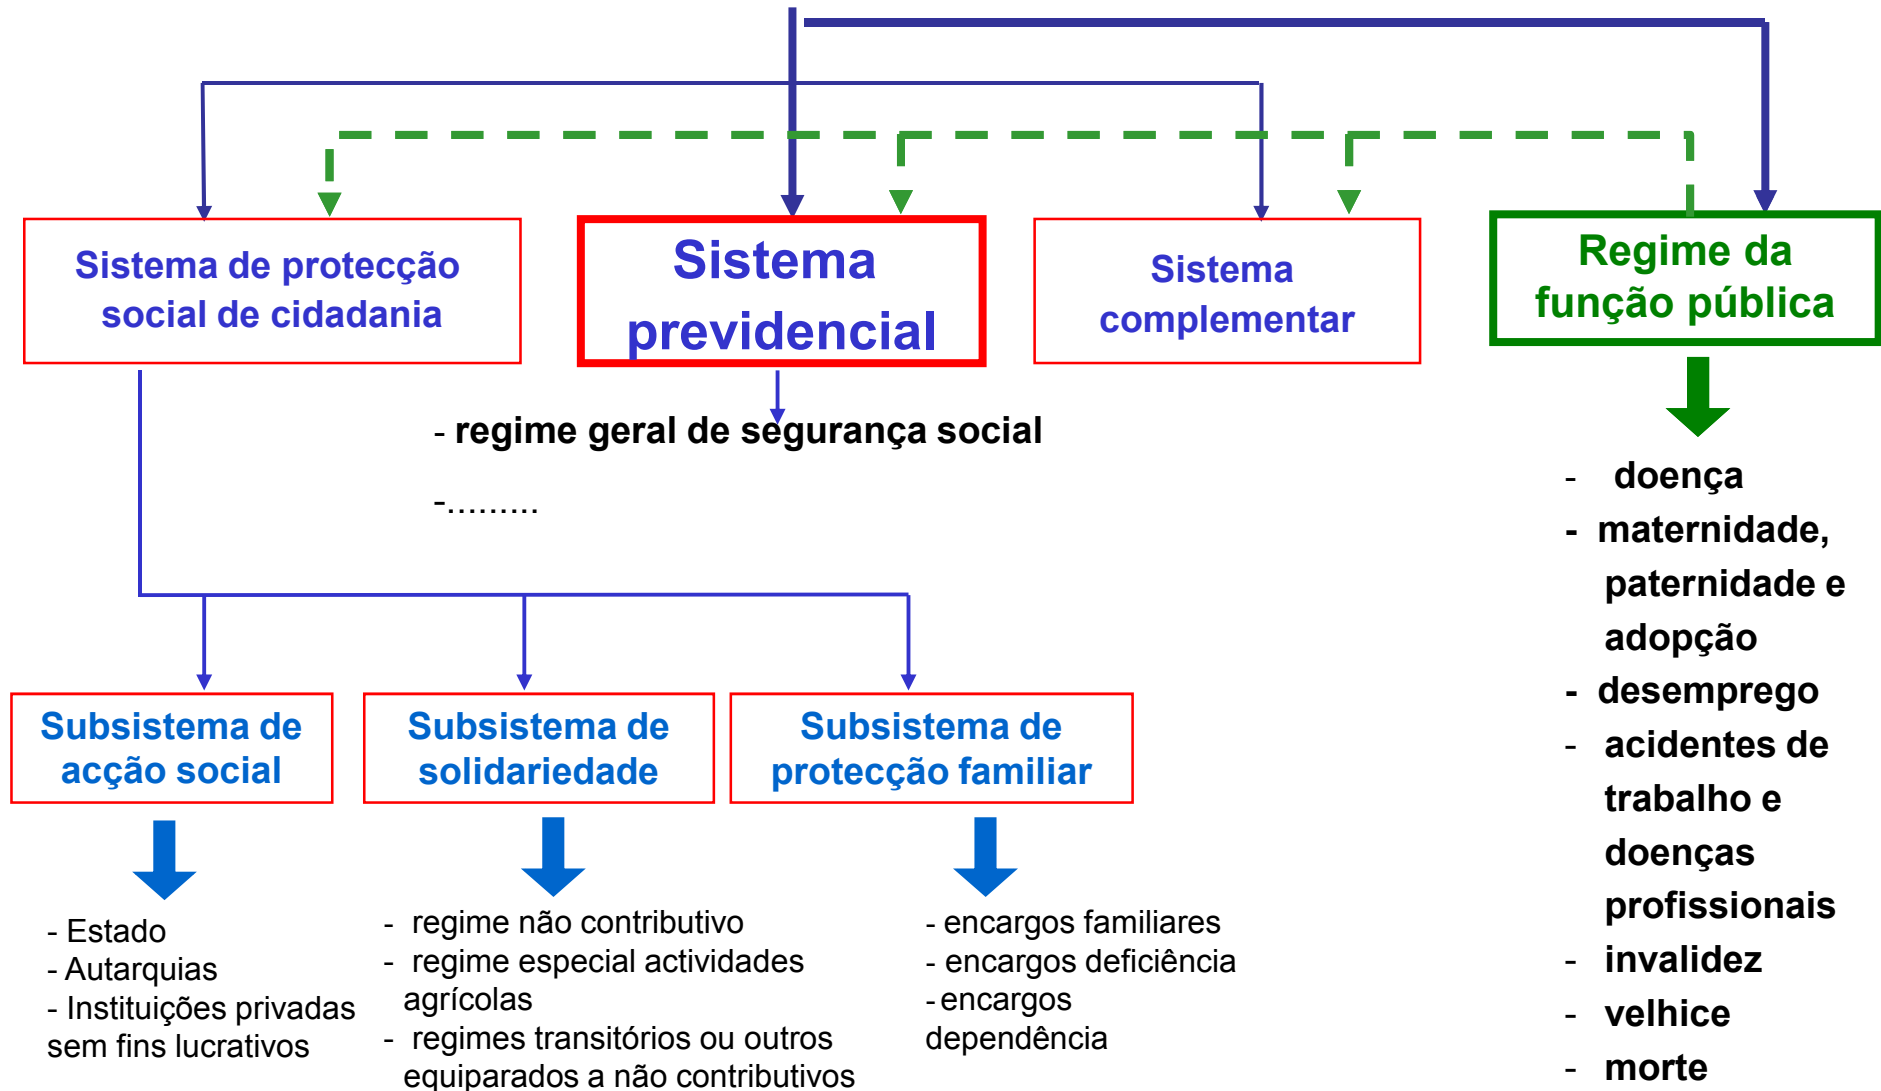 Sistema de protecção
social de cidadania
Sistema
previdencial
Sistema
complementar
Regime da
função pública
- regime geral de segurança social
-.........
- doença
- maternidade,
paternidade e
adopção
- desemprego
- acidentes de
trabalho e
doenças
profissionais
- invalidez
- velhice
- morte
Subsistema de
acção social
Subsistema de
solidariedade
Subsistema de
protecção familiar
- Estado
- Autarquias
- Instituições privadas
sem fins lucrativos
- regime não contributivo
- regime especial actividades
agrícolas
- regimes transitórios ou outros
equiparados a não contributivos
- encargos familiares
- encargos deficiência
- encargos
dependência